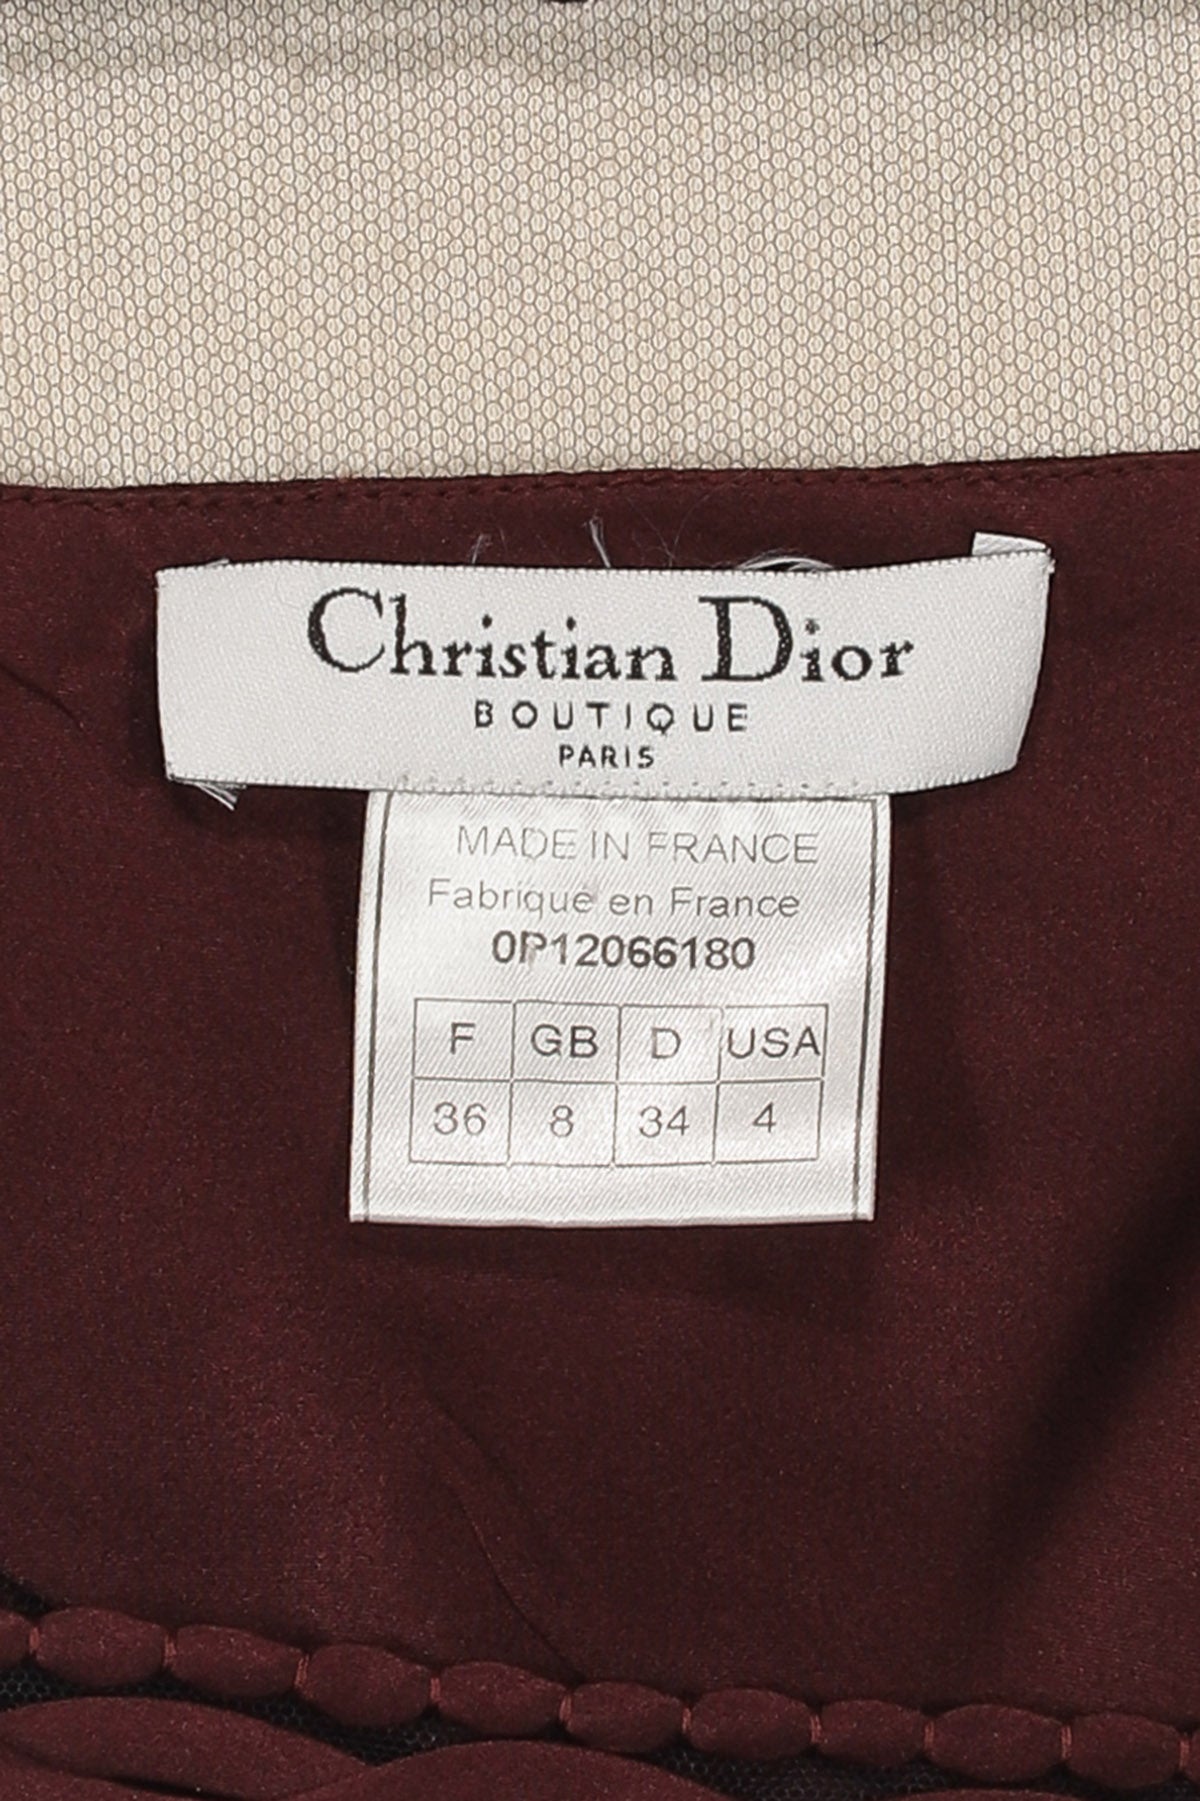 Christian Dior
BOUTIQUE
PARIS
MADE IN FRANCE
Fabrique en France
0P12066180
F GB D USA
36 8 34 4